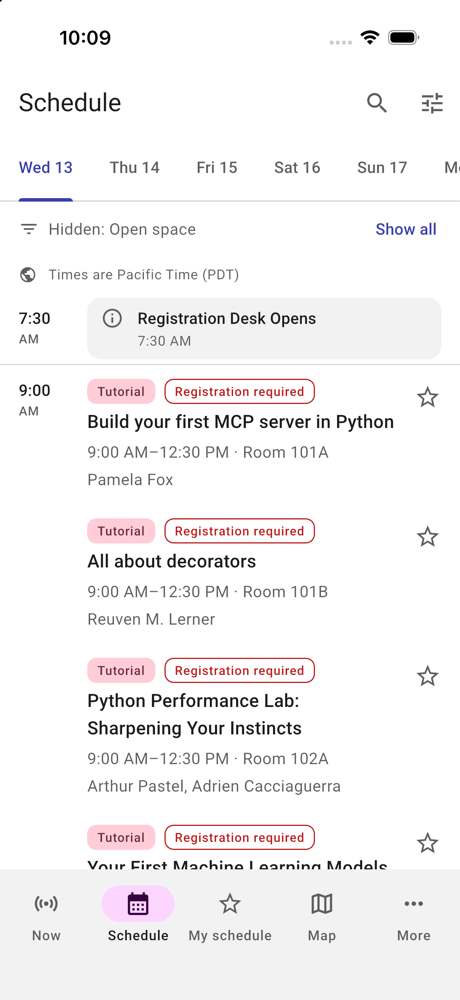 10:09
Schedule
Wed 13 Thu 14 Fri 15 Sat 16 Sun 17
Hidden: Open space Show all
Times are Pacific Time (PDT)
7:30 AM
Registration Desk Opens
7:30 AM
9:00 AM
Tutorial Registration required
Build your first MCP server in Python
9:00 AM–12:30 PM · Room 101A
Pamela Fox
Tutorial Registration required
All about decorators
9:00 AM–12:30 PM · Room 101B
Reuven M. Lerner
Tutorial Registration required
Python Performance Lab:
Sharpening Your Instincts
9:00 AM–12:30 PM · Room 102A
Arthur Pastel, Adrien Cacciaguerra
Tutorial Registration required
Your First Machine Learning Models
Now Schedule My schedule Map More